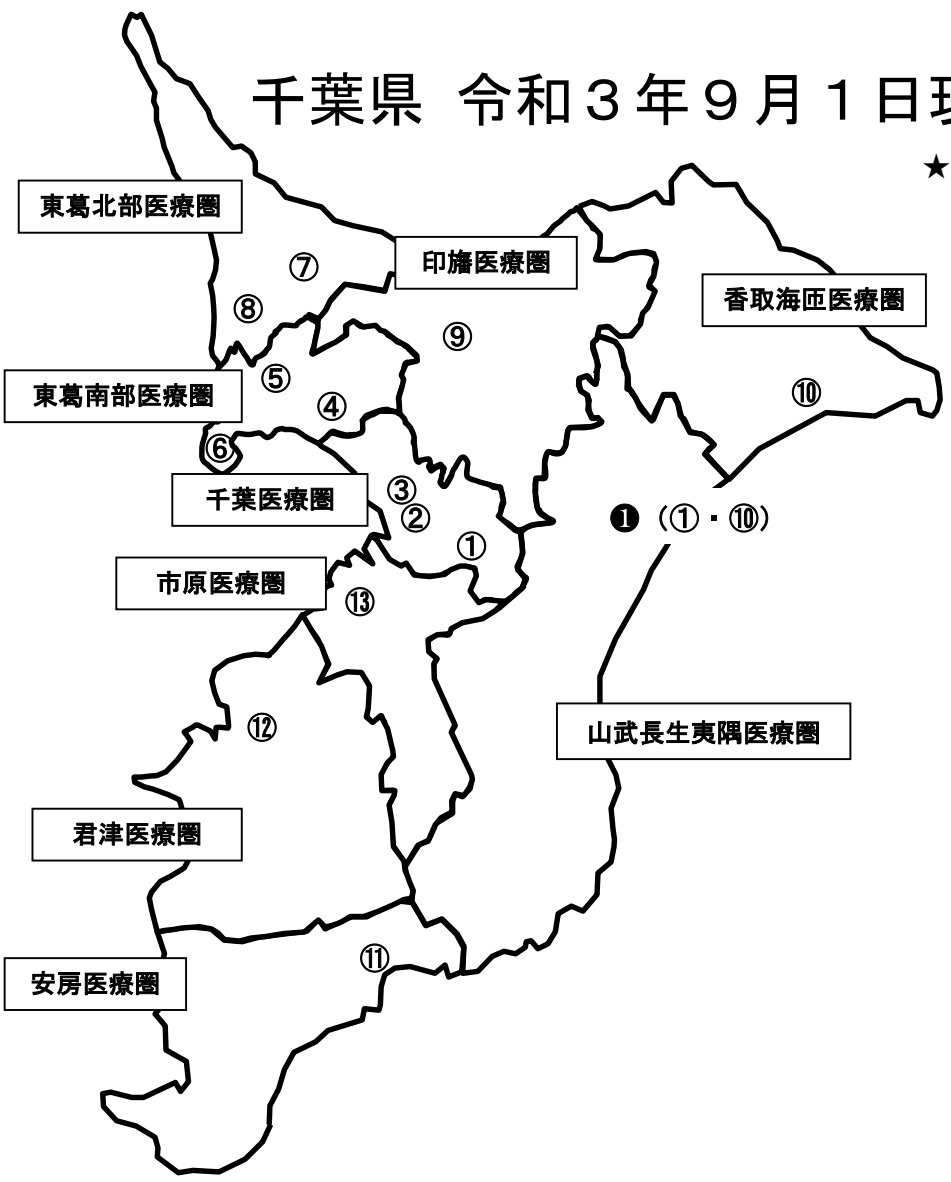 千葉県 令和3年9月1日現
★
東葛北部医療圏
印旛医療圏
⑦
香取海匝医療圏
⑧
⑨
⑤
東葛南部医療圏
④
⑩
⑥
千葉医療圏
③
②
❶（①・⑩）
①
市原医療圏
⑬
⑫
山武長生夷隅医療圏
君津医療圏
⑪
安房医療圏